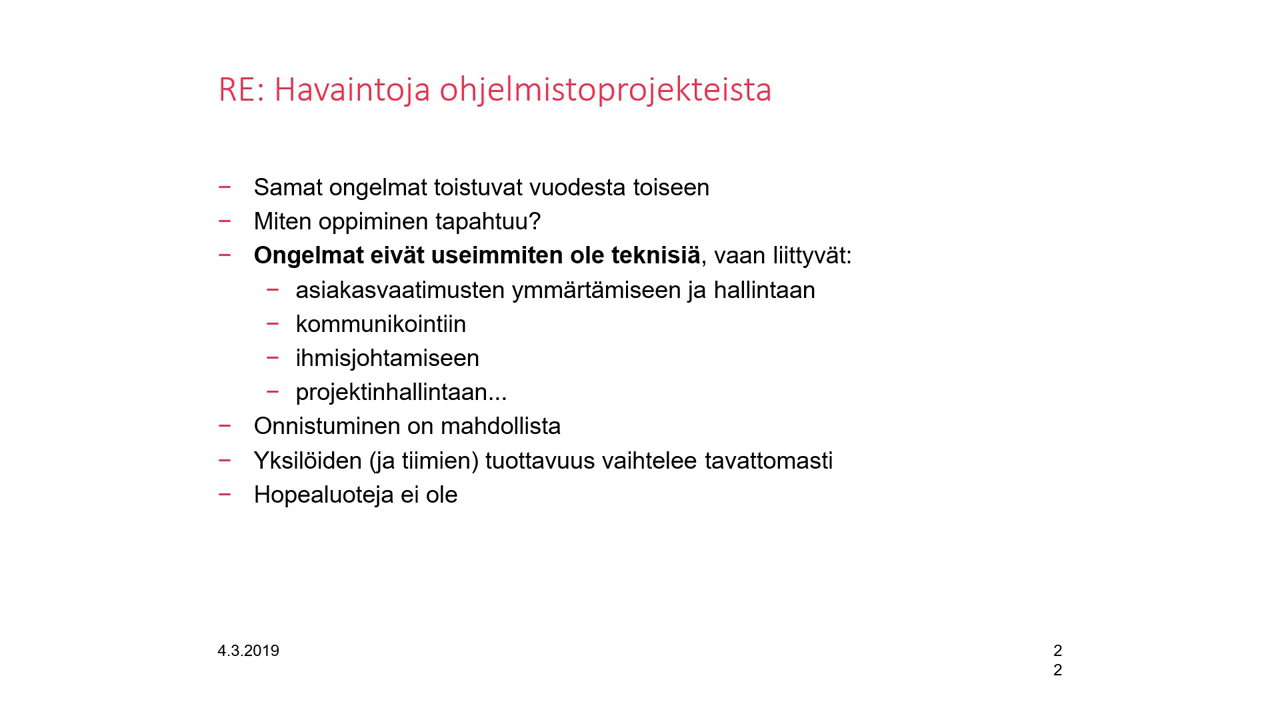 RE: Havaintoja ohjelmistoprojekteista
− Samat ongelmat toistuvat vuodesta toiseen
− Miten oppiminen tapahtuu?
− Ongelmat eivät useimmiten ole teknisiä, vaan liittyvät:
− asiakasvaatimusten ymmärtämiseen ja hallintaan
− kommunikointiin
− ihmisjohtamiseen
− projektinhallintaan...
− Onnistuminen on mahdollista
− Yksilöiden (ja tiimien) tuottavuus vaihtelee tavattomasti
− Hopealuoteja ei ole
4.3.2019
2
2